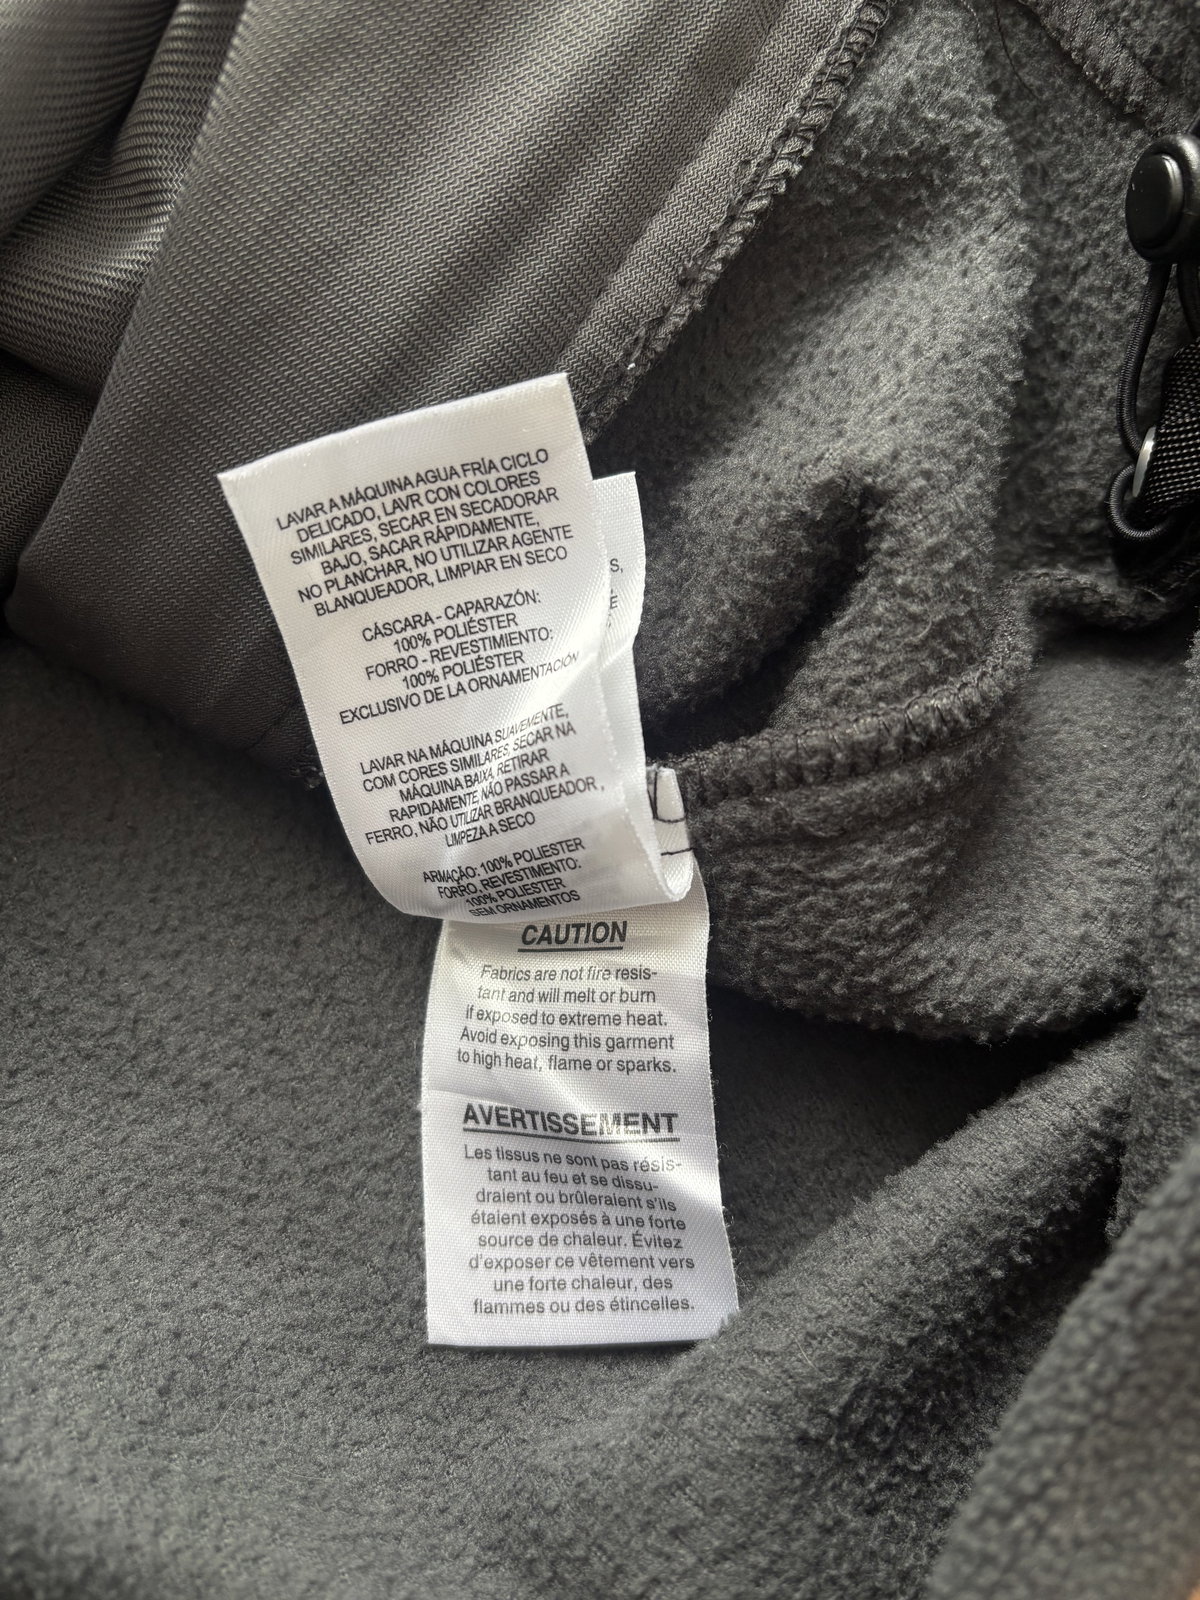 LAVAR A MÁQUINA AGUA FRÍA CICLO
DELICADO, LAVR CON COLORES
SIMILARES, SECAR EN SECADORAR
BAJO, SACAR RÁPIDAMENTE,
NO PLANCHAR, NO UTILIZAR AGENTE
BLANQUEADOR, LIMPIAR EN SECO
CÁSCARA - CAPARAZÓN:
100% POLIÉSTER
FORRO - REVESTIMIENTO:
100% POLIÉSTER
EXCLUSIVO DE LA ORNAMENTACIÓN
LAVAR NA MÁQUINA SUAVEMENTE,
COM CORES SIMILARES, SECAR NA
MÁQUINA BAIXA, RETIRAR
RAPIDAMENTE NÃO PASSAR A
FERRO, NÃO UTILIZAR BRANQUEADOR,
LIMPEZA A SECO
ARMAÇÃO: 100% POLIESTER
FORRO, REVESTIMENTO:
100% POLIESTER
SEM ORNAMENTOS
S,
E
CAUTION
Fabrics are not fire resis-
tant and will melt or burn
if exposed to extreme heat.
Avoid exposing this garment
to high heat, flame or sparks.
AVERTISSEMENT
Les tissus ne sont pas résis-
tant au feu et se dissu-
draient ou brûleraient s'ils
étaient exposés à une forte
source de chaleur. Évitez
d'exposer ce vêtement vers
une forte chaleur, des
flammes ou des étincelles.